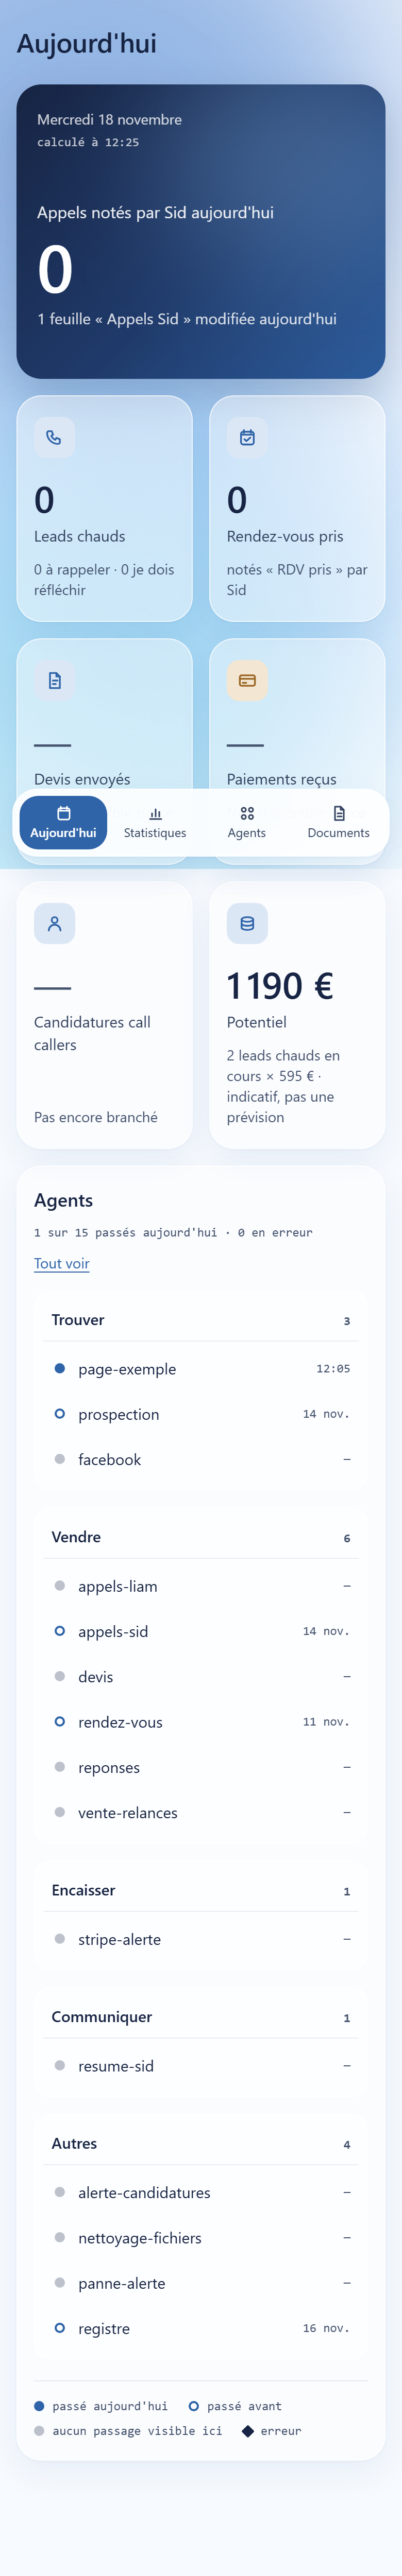 Aujourd'hui
Mercredi 18 novembre
calculé à 12:25
Appels notés par Sid aujourd'hui
0
1 feuille « Appels Sid » modifiée aujourd'hui
0
Leads chauds
0 à rappeler · 0 je dois
réfléchir
0
Rendez-vous pris
notés « RDV pris » par
Sid
—
Devis envoyés
—
Paiements reçus
Aujourd'hui
Statistiques
Agents
Documents
—
Candidatures call
callers
Pas encore branché
1 190 €
Potentiel
2 leads chauds en
cours × 595 € ·
indicatif, pas une
prévision
Agents
1 sur 15 passés aujourd'hui · 0 en erreur
Tout voir
Trouver 3
page-exemple 12:05
prospection 14 nov.
facebook —
Vendre 6
appels-liam —
appels-sid 14 nov.
devis —
rendez-vous 11 nov.
reponses —
vente-relances —
Encaisser 1
stripe-alerte —
Communiquer 1
resume-sid —
Autres 4
alerte-candidatures —
nettoyage-fichiers —
panne-alerte —
registre 16 nov.
passé aujourd'hui passé avant
aucun passage visible ici erreur